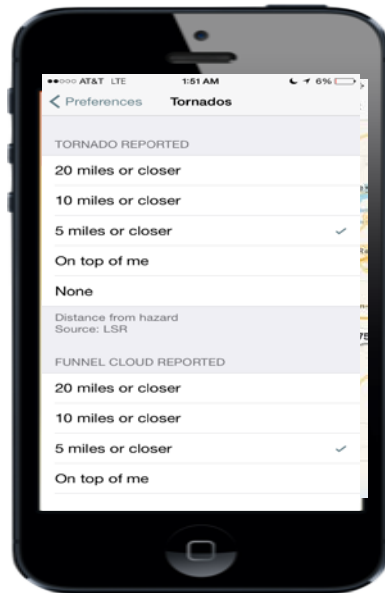 AT&T LTE 1:51 AM 6%
Preferences Tornados
TORNADO REPORTED
20 miles or closer
10 miles or closer
5 miles or closer
On top of me
None
Distance from hazard
Source: LSR
FUNNEL CLOUD REPORTED
20 miles or closer
10 miles or closer
5 miles or closer
On top of me